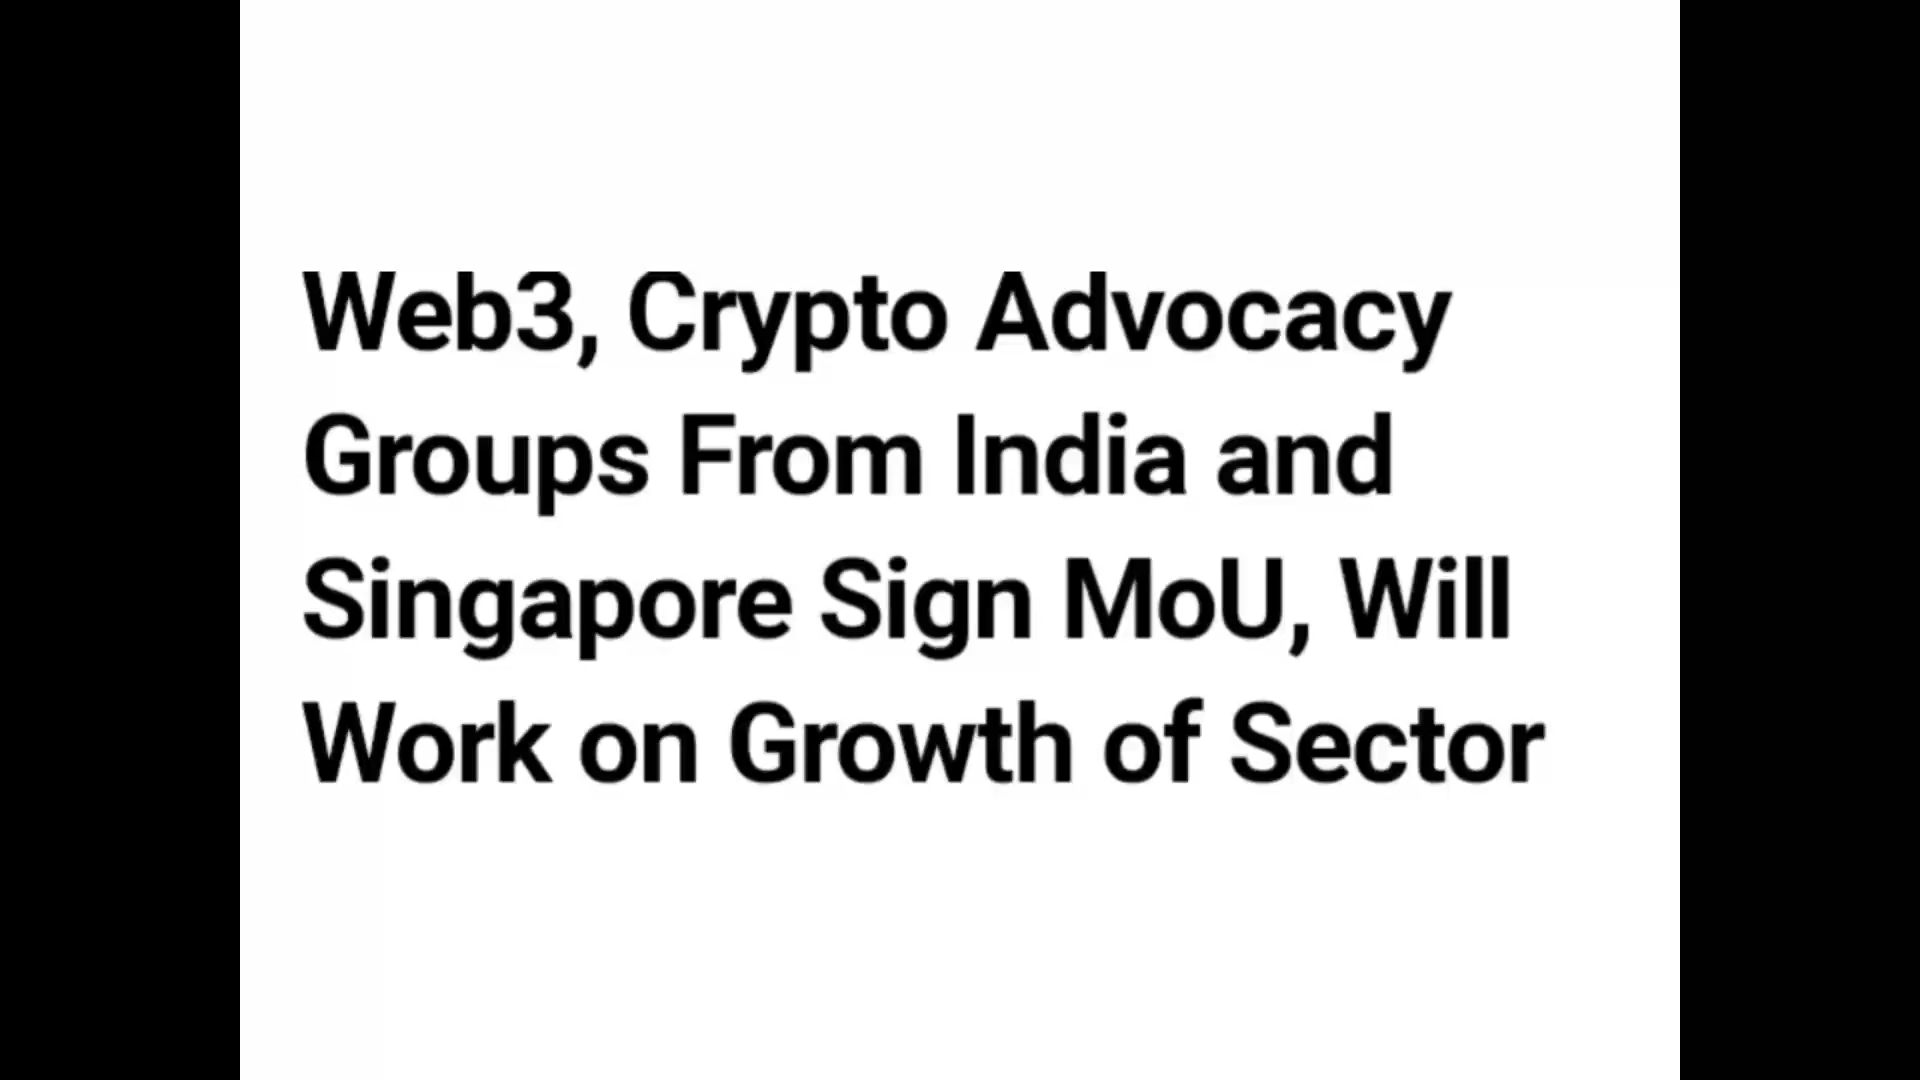 Web3, Crypto Advocacy
Groups From India and
Singapore Sign MoU, Will
Work on Growth of Sector